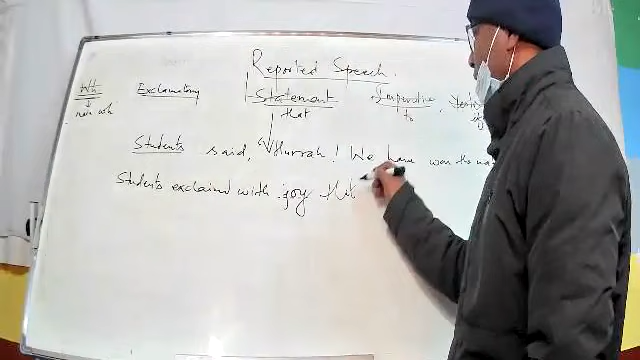 Reported Speech.
Wh Exclamatory Statement Imperative
that to
Students said, "Hurrah! We have won the
Students exclaimed with joy that